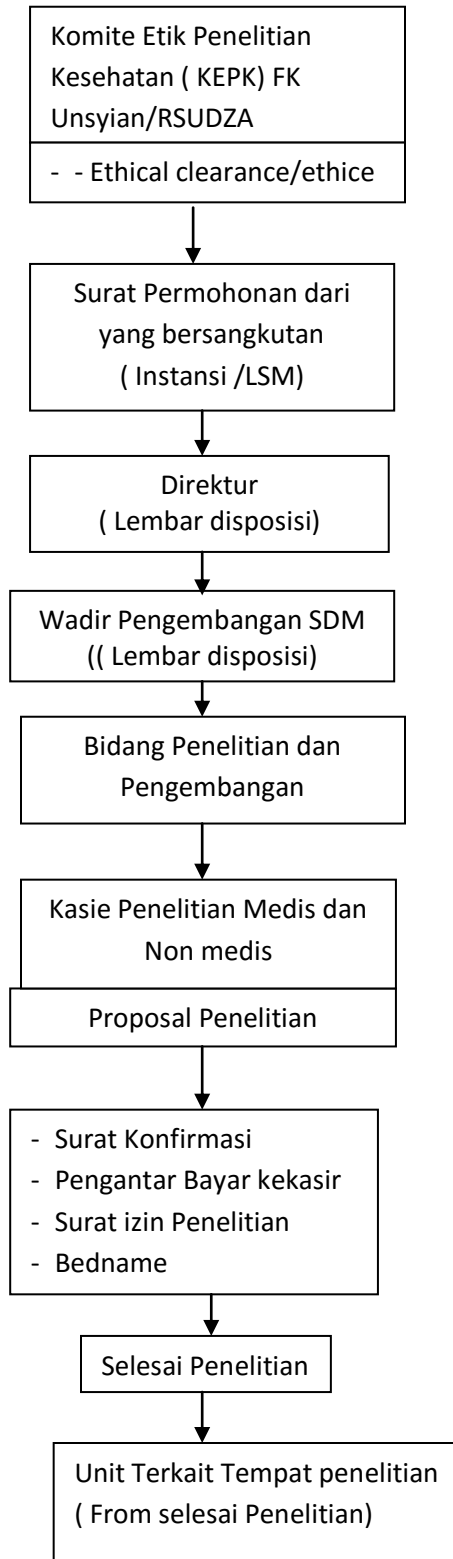 Komite Etik Penelitian
Kesehatan ( KEPK) FK
Unsyian/RSUDZA
- - Ethical clearance/ethice
Surat Permohonan dari
yang bersangkutan
( Instansi /LSM)
Direktur
( Lembar disposisi)
Wadir Pengembangan SDM
(( Lembar disposisi)
Bidang Penelitian dan
Pengembangan
Kasie Penelitian Medis dan
Non medis
Proposal Penelitian
- Surat Konfirmasi
- Pengantar Bayar kekasir
- Surat izin Penelitian
- Bedname
Selesai Penelitian
Unit Terkait Tempat penelitian
( From selesai Penelitian)